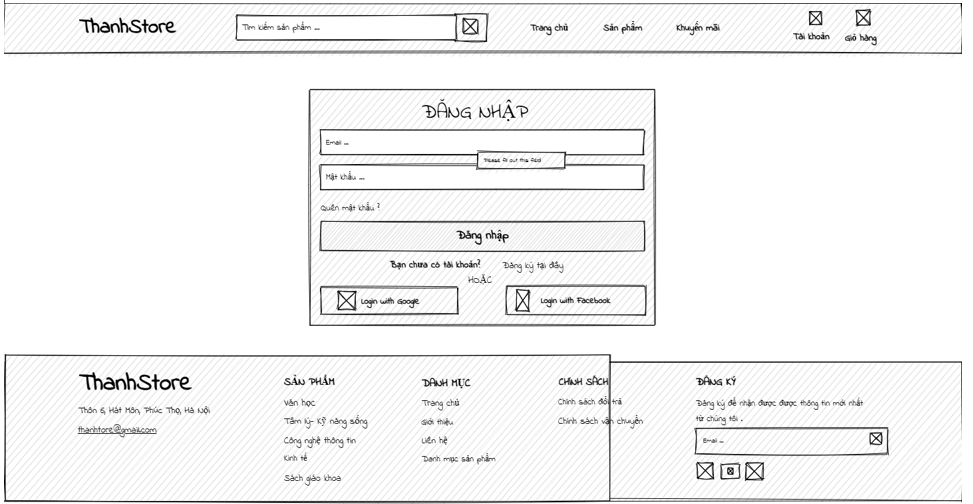 ThanhStore
Tìm kiếm sản phẩm ...
Trang chủ
Sản phẩm
Khuyến mãi
Tài khoản
Giỏ hàng
ĐĂNG NHẬP
Email ...
Please fill out this field
Mật khẩu ...
Quên mật khẩu ?
Đăng nhập
Bạn chưa có tài khoản? Đăng ký tại đây
HOẶC
Login with Google
Login with Facebook
ThanhStore
Thôn 6, Hát Môn, Phúc Thọ, Hà Nội
thanhtore@gmail.com
SẢN PHẨM
Văn học
Tâm lý- Kỹ năng sống
Công nghệ thông tin
Kinh tế
Sách giáo khoa
DANH MỤC
Trang chủ
Giới thiệu
Liên hệ
Danh mục sản phẩm
CHÍNH SÁCH
Chính sách đổi trả
Chính sách vận chuyển
ĐĂNG KÝ
Đăng ký để nhận được được thông tin mới nhất
từ chúng tôi .
Email ...